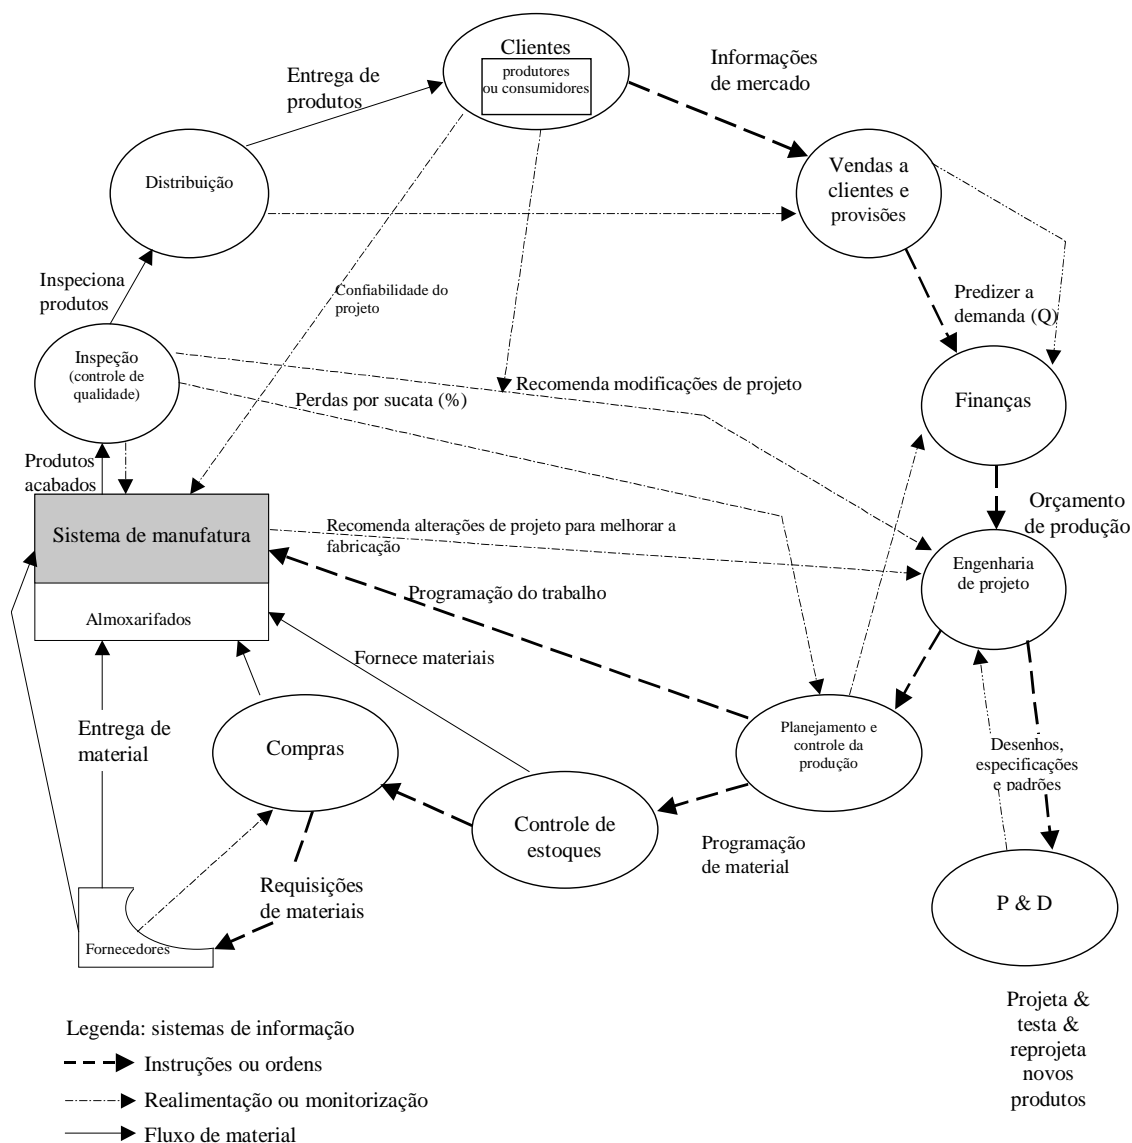 Clientes
produtores
ou consumidores
Informações
de mercado
Entrega de
produtos
Distribuição
Vendas a
clientes e
provisões
Inspeciona
produtos
Confiabilidade do
projeto
Predizer a
demanda (Q)
Inspeção
(controle de
qualidade)
Recomenda modificações de projeto
Perdas por sucata (%)
Finanças
Produtos
acabados
Orçamento
de produção
Sistema de manufatura
Recomenda alterações de projeto para melhorar a
fabricação
Engenharia
de projeto
Programação do trabalho
Almoxarifados
Fornece materiais
Entrega de
material
Compras
Planejamento e
controle da
produção
Desenhos,
especificações
e padrões
Controle de
estoques
Programação
de material
Requisições
de materiais
P & D
Fornecedores
Projeta &
testa &
reprojeta
novos
produtos
Legenda: sistemas de informação
Instruções ou ordens
Realimentação ou monitorização
Fluxo de material